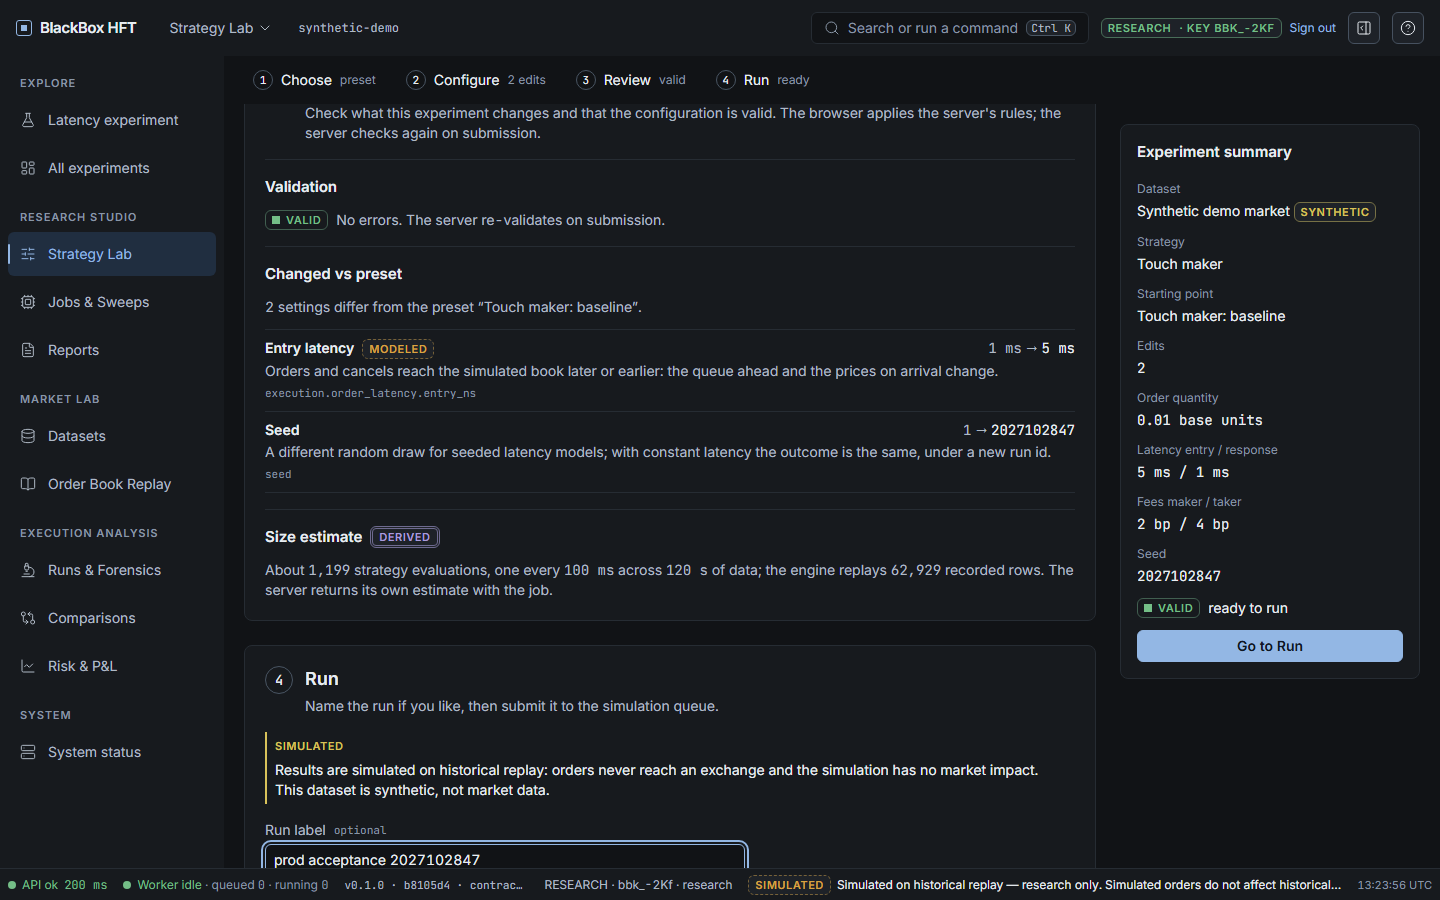 BlackBox HFT
Strategy Lab
synthetic-demo
Search or run a command Ctrl K
RESEARCH · KEY BBK_-2KF
Sign out
EXPLORE
Latency experiment
All experiments
RESEARCH STUDIO
Strategy Lab
Jobs & Sweeps
Reports
MARKET LAB
Datasets
Order Book Replay
EXECUTION ANALYSIS
Runs & Forensics
Comparisons
Risk & P&L
SYSTEM
System status
1 Choose preset
2 Configure 2 edits
3 Review valid
4 Run ready
Check what this experiment changes and that the configuration is valid. The browser applies the server's rules; the
server checks again on submission.
Validation
VALID No errors. The server re-validates on submission.
Changed vs preset
2 settings differ from the preset “Touch maker: baseline”.
Entry latency MODELED 1 ms → 5 ms
Orders and cancels reach the simulated book later or earlier: the queue ahead and the prices on arrival change.
execution.order_latency.entry_ns
Seed 1 → 2027102847
A different random draw for seeded latency models; with constant latency the outcome is the same, under a new run id.
seed
Size estimate DERIVED
About 1,199 strategy evaluations, one every 100 ms across 120 s of data; the engine replays 62,929 recorded rows. The
server returns its own estimate with the job.
4 Run
Name the run if you like, then submit it to the simulation queue.
SIMULATED
Results are simulated on historical replay: orders never reach an exchange and the simulation has no market impact.
This dataset is synthetic, not market data.
Run label optional
prod acceptance 2027102847
Experiment summary
Dataset
Synthetic demo market SYNTHETIC
Strategy
Touch maker
Starting point
Touch maker: baseline
Edits
2
Order quantity
0.01 base units
Latency entry / response
5 ms / 1 ms
Fees maker / taker
2 bp / 4 bp
Seed
2027102847
VALID ready to run
Go to Run
API ok 200 ms
Worker idle · queued 0 · running 0
v0.1.0 · b8105d4 · contrac…
RESEARCH · bbk_-2Kf · research
SIMULATED Simulated on historical replay — research only. Simulated orders do not affect historical…
13:23:56 UTC